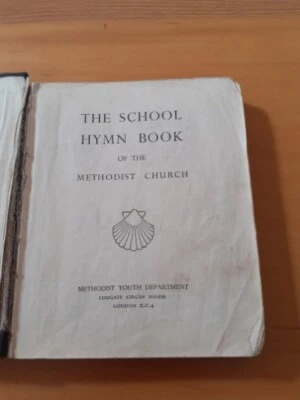 THE SCHOOL
HYMN BOOK
OF THE
METHODIST CHURCH
METHODIST YOUTH DEPARTMENT
LUDGATE CIRCUS HOUSE
LONDON E.C.4